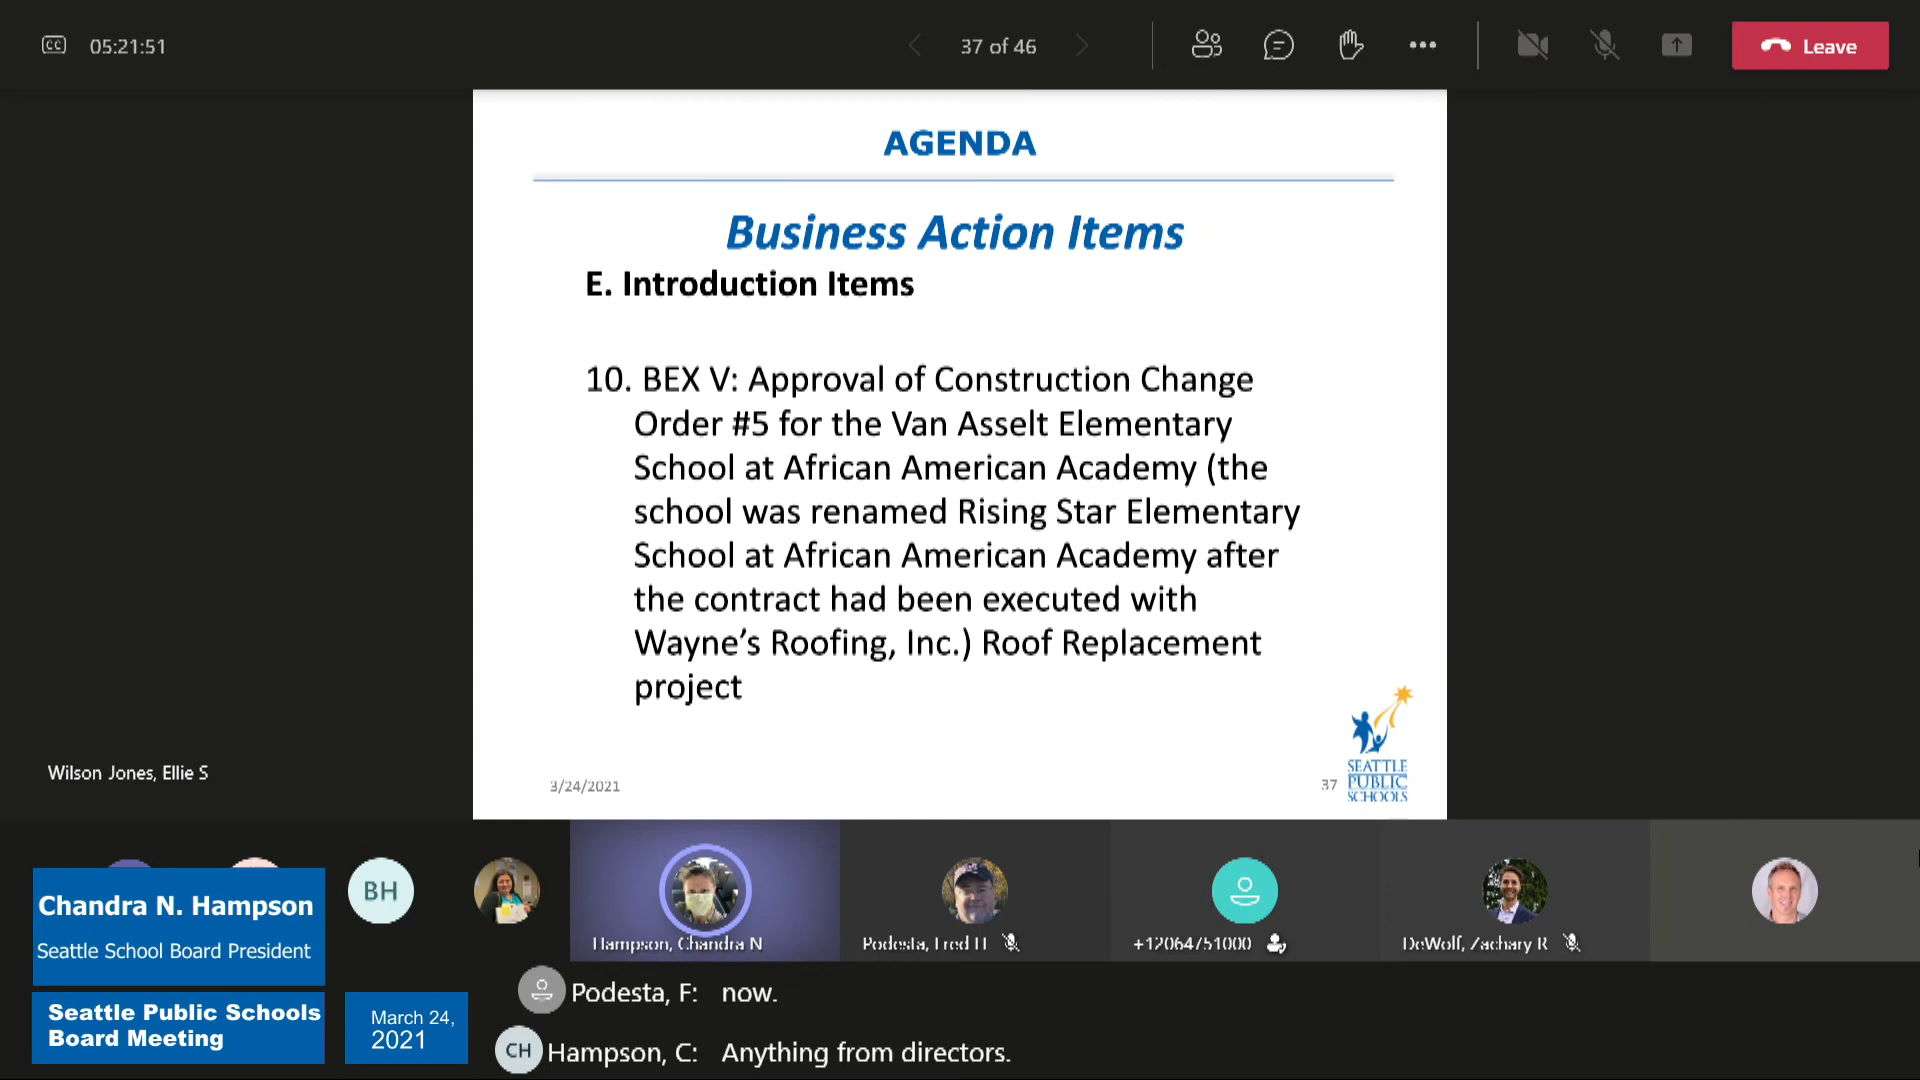 05:21:51
37 of 46
Leave
AGENDA
Business Action Items
E. Introduction Items
10. BEX V: Approval of Construction Change
Order #5 for the Van Asselt Elementary
School at African American Academy (the
school was renamed Rising Star Elementary
School at African American Academy after
the contract had been executed with
Wayne’s Roofing, Inc.) Roof Replacement
project
3/24/2021
37
SEATTLE
PUBLIC
SCHOOLS
Wilson Jones, Ellie S
BH
Hampson, Chandra N
Podesta, Fred H
+12064751000
DeWolf, Zachary R
Chandra N. Hampson
Seattle School Board President
Seattle Public Schools
Board Meeting
March 24,
2021
Podesta, F: now.
CH Hampson, C: Anything from directors.